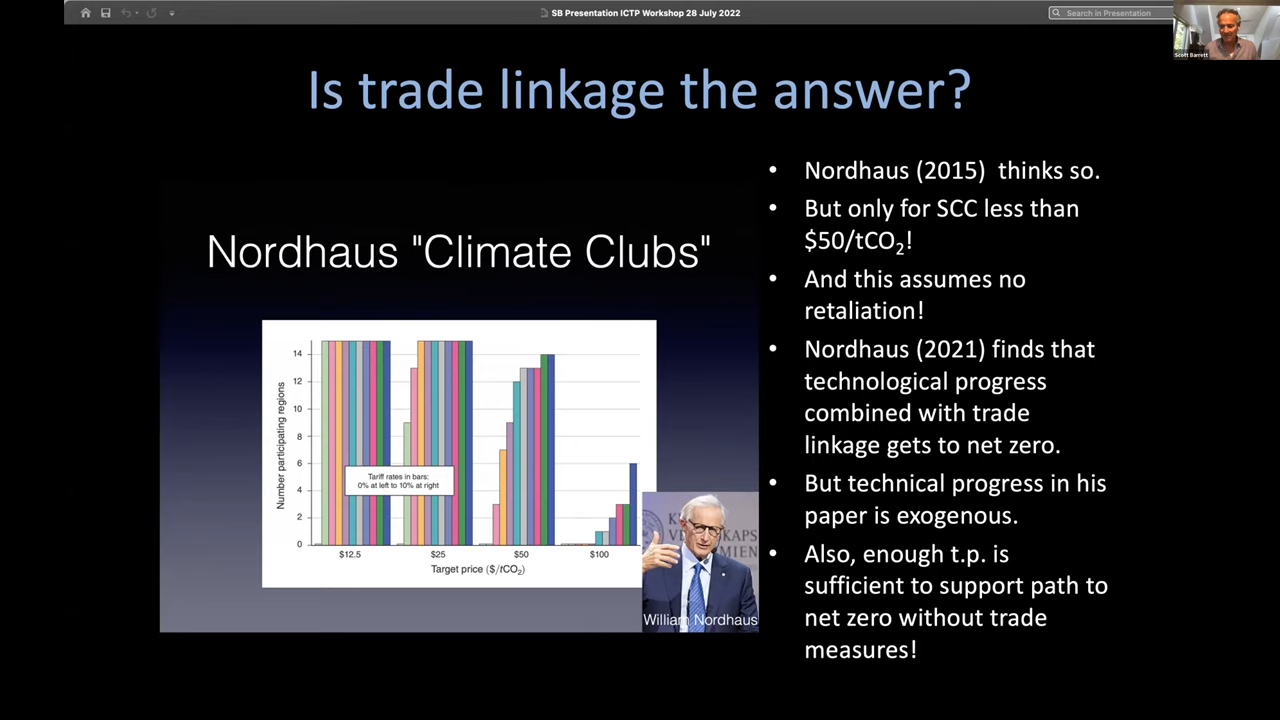 SB Presentation ICTP Workshop 28 July 2022
Search in Presentation
Scott Barrett
Is trade linkage the answer?
Nordhaus "Climate Clubs"
14
12
10
8
6
4
2
0
Number participating regions
Tariff rates in bars:
0% at left to 10% at right
$12.5
$25
$50
$100
Target price ($/tCO2)
William Nordhaus
• Nordhaus (2015) thinks so.
• But only for SCC less than
$50/tCO2!
• And this assumes no
retaliation!
• Nordhaus (2021) finds that
technological progress
combined with trade
linkage gets to net zero.
• But technical progress in his
paper is exogenous.
• Also, enough t.p. is
sufficient to support path to
net zero without trade
measures!